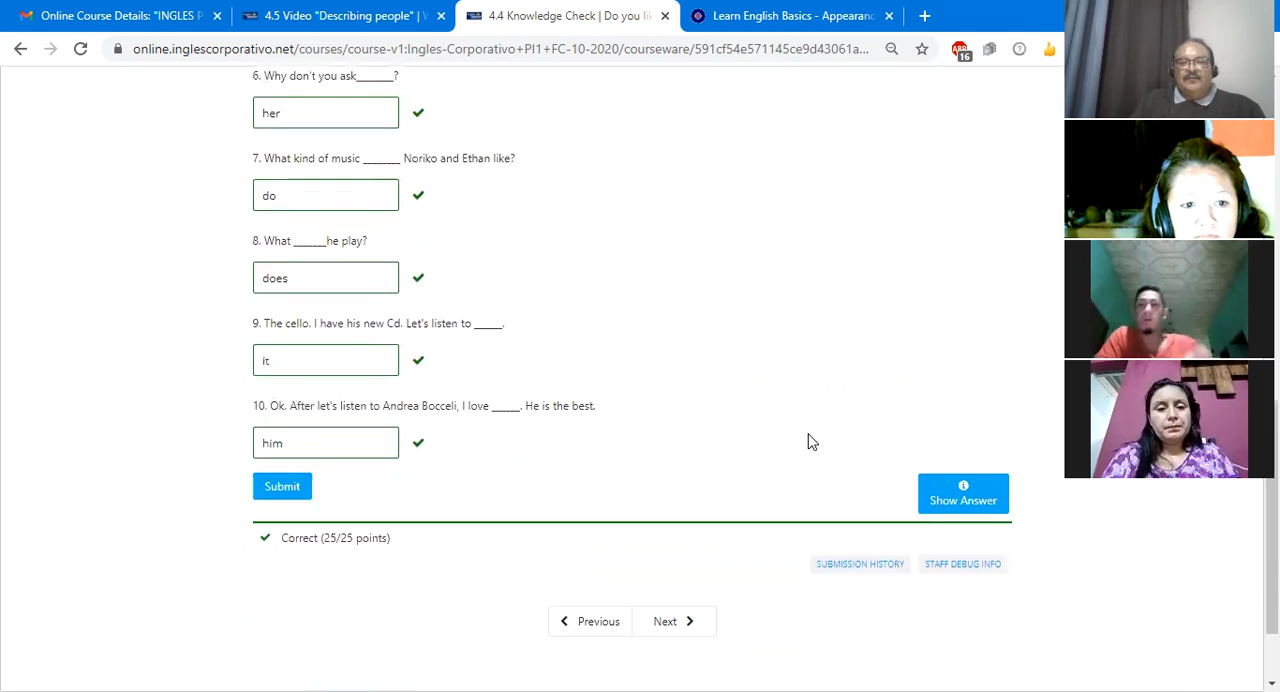 Online Course Details: "INGLES P
4.5 Video "Describing people" | V
4.4 Knowledge Check | Do you li
Learn English Basics - Appearanc
online.inglescorporativo.net/courses/course-v1:Ingles-Corporativo+PI1+FC-10-2020/courseware/591cf54e571145ce9d43061a...
ABP
16
6. Why don't you ask_______?
her
7. What kind of music _______ Noriko and Ethan like?
do
8. What ______he play?
does
9. The cello. I have his new Cd. Let's listen to _____.
it
10. Ok. After let's listen to Andrea Bocceli, I love _____. He is the best.
him
Submit
Show Answer
Correct (25/25 points)
SUBMISSION HISTORY
STAFF DEBUG INFO
Previous
Next